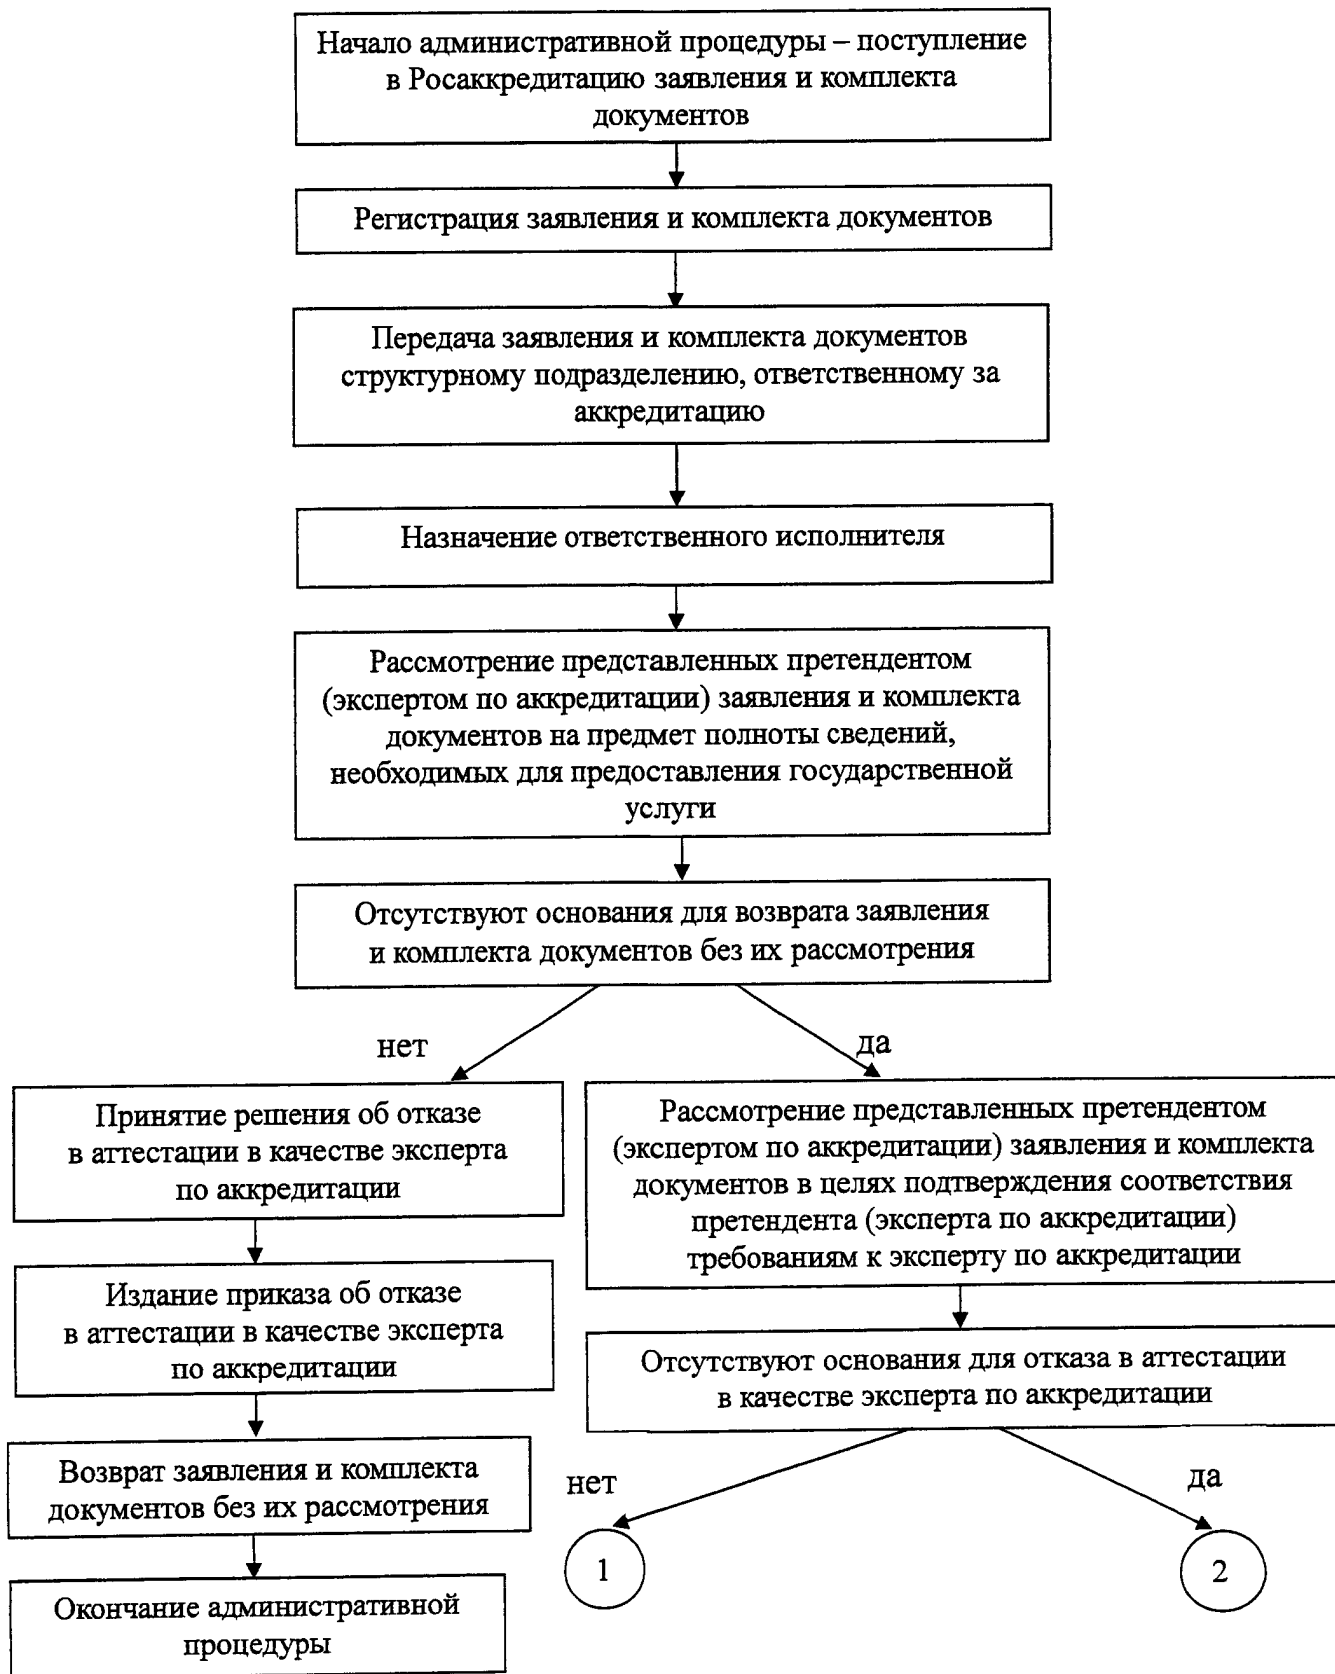 Начало административной процедуры – поступление
в Росаккредитацию заявления и комплекта
документов
Регистрация заявления и комплекта документов
Передача заявления и комплекта документов
структурному подразделению, ответственному за
аккредитацию
Назначение ответственного исполнителя
Рассмотрение представленных претендентом
(экспертом по аккредитации) заявления и комплекта
документов на предмет полноты сведений,
необходимых для предоставления государственной
услуги
Отсутствуют основания для возврата заявления
и комплекта документов без их рассмотрения
нет
да
Принятие решения об отказе
в аттестации в качестве эксперта
по аккредитации
Издание приказа об отказе
в аттестации в качестве эксперта
по аккредитации
Возврат заявления и комплекта
документов без их рассмотрения
Окончание административной
процедуры
Рассмотрение представленных претендентом
(экспертом по аккредитации) заявления и комплекта
документов в целях подтверждения соответствия
претендента (эксперта по аккредитации)
требованиям к эксперту по аккредитации
Отсутствуют основания для отказа в аттестации
в качестве эксперта по аккредитации
нет
да
1
2